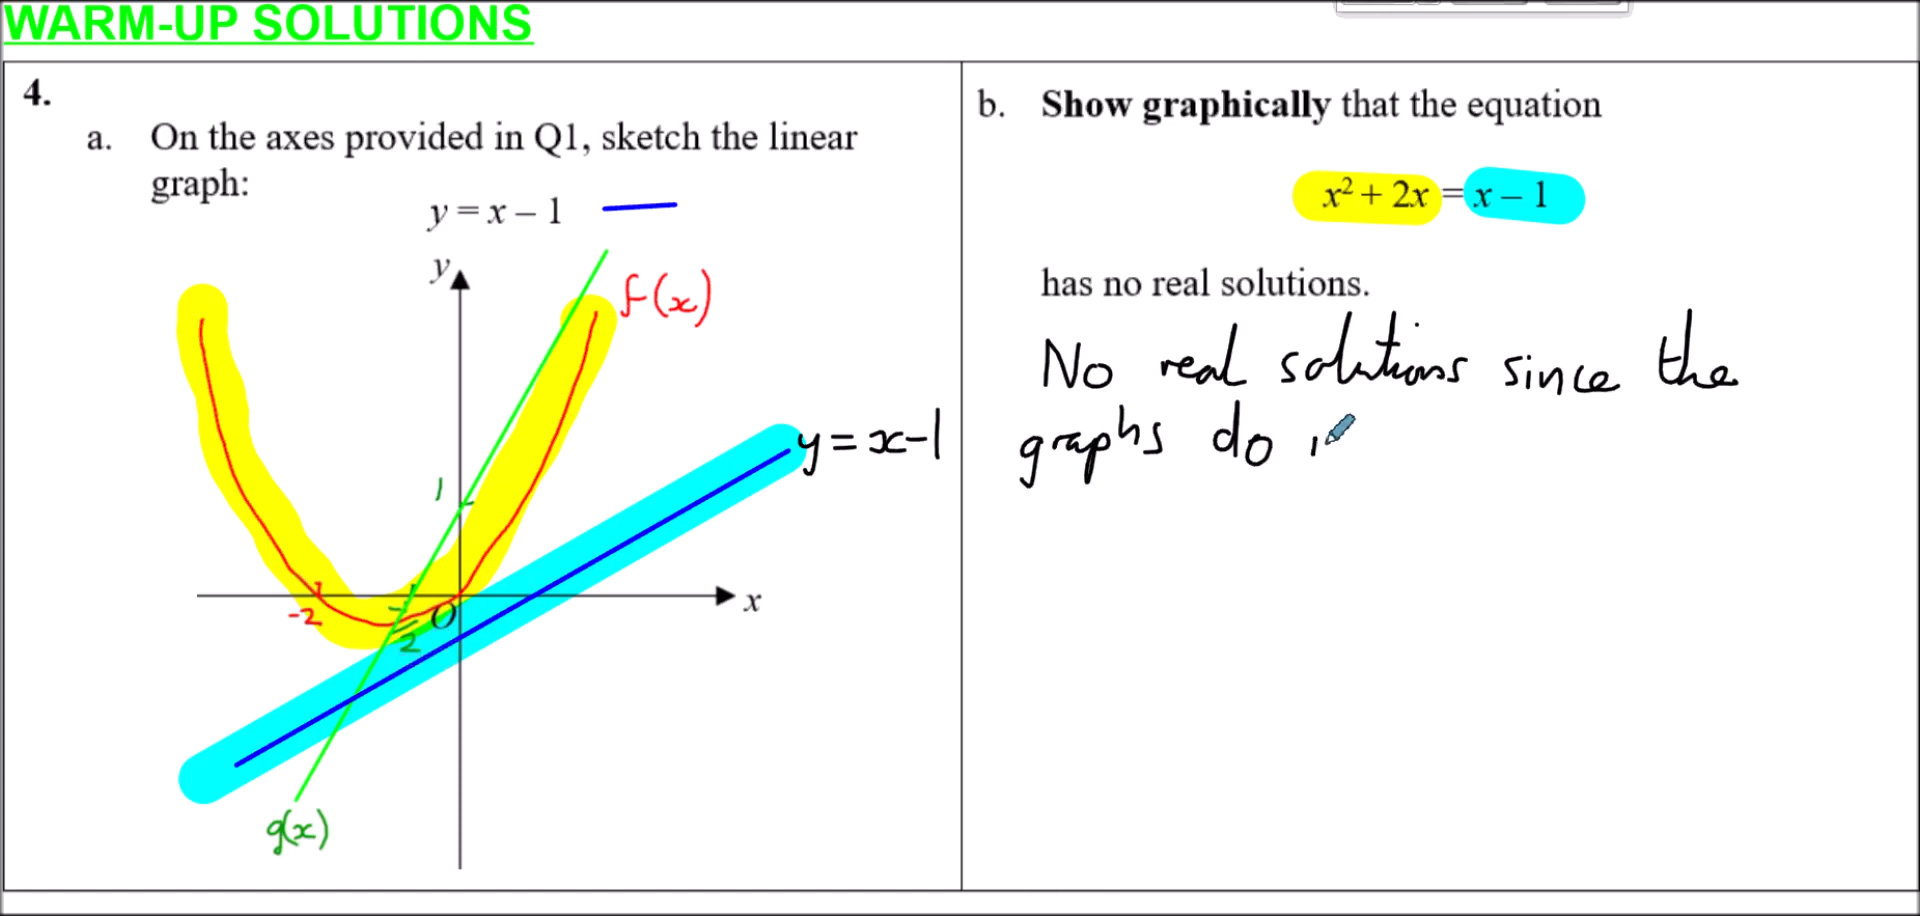 WARM-UP SOLUTIONS
4.
a. On the axes provided in Q1, sketch the linear
graph:
y = x – 1
y
f(x)
y = x-1
1
-2
-1
2
O
x
g(x)
b. Show graphically that the equation
x² + 2x = x – 1
has no real solutions.
No real solutions since the
graphs do